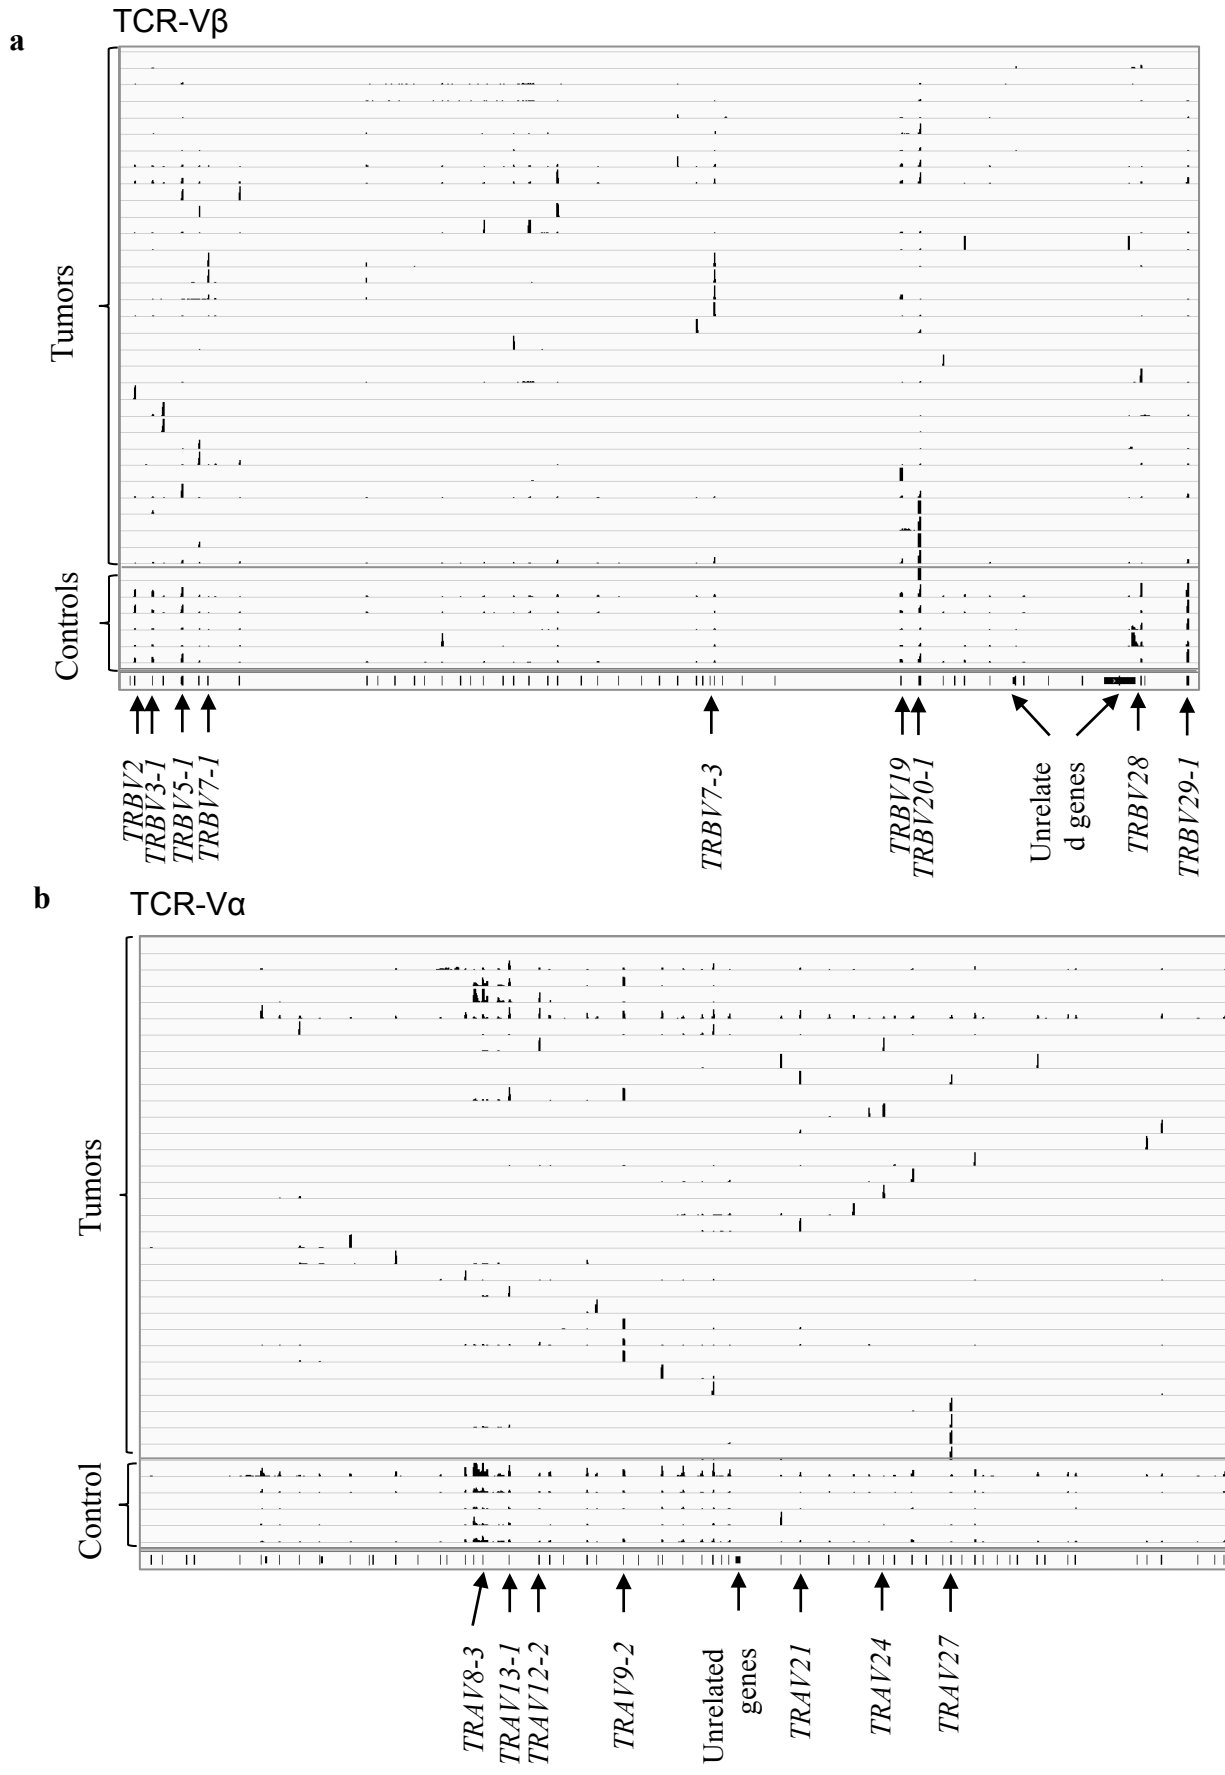 a
TCR-Vβ
Tumors
Controls
TRBV2
TRBV3-1
TRBV5-1
TRBV7-1
TRBV7-3
TRBV19
TRBV20-1
Unrelate
d genes
TRBV28
TRBV29-1
b
TCR-Vα
Tumors
Control
TRAV8-3
TRAV13-1
TRAV12-2
TRAV9-2
Unrelated
genes
TRAV21
TRAV24
TRAV27